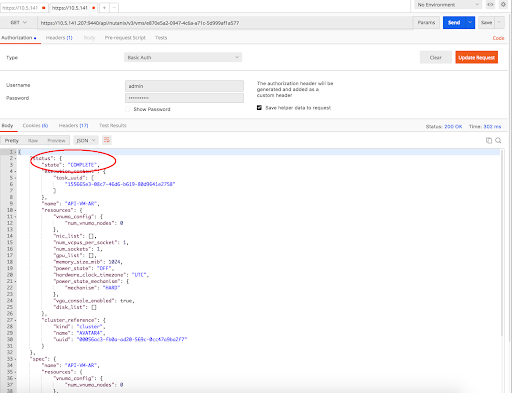 https://10.5.141
https://10.5.141
No Environment
GET
https://10.5.141.207:9440/api/nutanix/v3/vms/e870e5a2-0947-4c6a-a71c-5d999af1a577
Params
Send
Save
Authorization
Headers (1)
Body
Pre-request Script
Tests
Code
Type
Basic Auth
Clear
Update Request
Username
admin
The authorization header will be
generated and added as a
custom header
Password
Show Password
Save helper data to request
Body
Cookies (6)
Headers (17)
Test Results
Status: 200 OK
Time: 302 ms
Pretty
Raw
Preview
JSON
1 {
2 "status": {
3 "state": "COMPLETE",
4 "execution_context": {
5 "task_uuid": [
6 "155665e3-08c7-46d6-b619-80d9641e2758"
7 ]
8 },
9 "name": "API-VM-AR",
10 "resources": {
11 "vnuma_config": {
12 "num_vnuma_nodes": 0
13 },
14 "nic_list": [],
15 "num_vcpus_per_socket": 1,
16 "num_sockets": 1,
17 "gpu_list": [],
18 "memory_size_mib": 1024,
19 "power_state": "OFF",
20 "hardware_clock_timezone": "UTC",
21 "power_state_mechanism": {
22 "mechanism": "HARD"
23 },
24 "vga_console_enabled": true,
25 "disk_list": []
26 },
27 "cluster_reference": {
28 "kind": "cluster",
29 "name": "AVATAR4",
30 "uuid": "00056ac3-fb0a-ad28-569c-0cc47a9ba2f7"
31 }
32 },
33 "spec": {
34 "name": "API-VM-AR",
35 "resources": {
36 "vnuma_config": {
37 "num_vnuma_nodes": 0
38 },